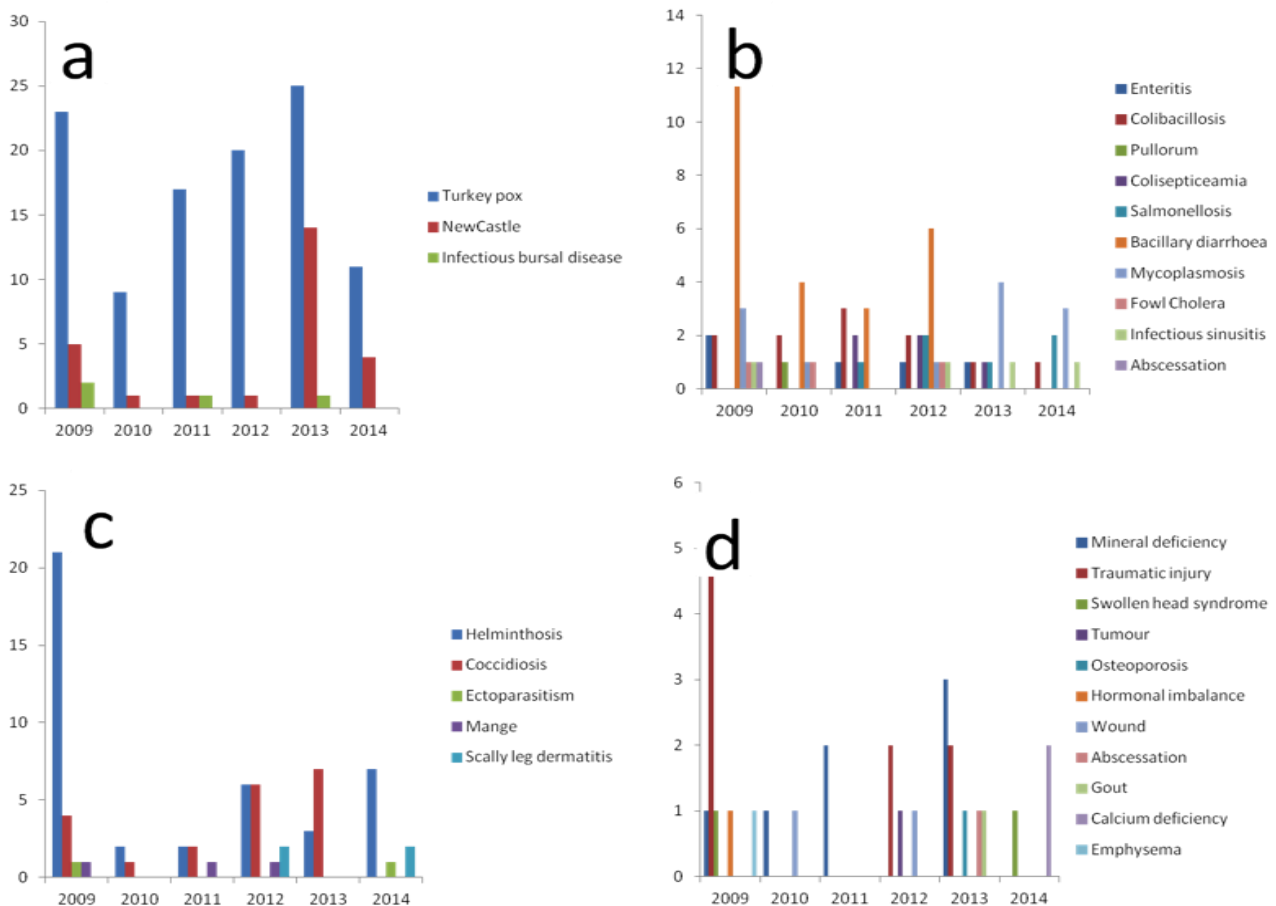 a
30
25
20
15
10
5
0
2009 2010 2011 2012 2013 2014
Turkey pox
NewCastle
Infectious bursal disease
b
14
12
10
8
6
4
2
0
2009 2010 2011 2012 2013 2014
Enteritis
Colibacillosis
Pullorum
Colisepticeamia
Salmonellosis
Bacillary diarrhoea
Mycoplasmosis
Fowl Cholera
Infectious sinusitis
Abscessation
c
25
20
15
10
5
0
2009 2010 2011 2012 2013 2014
Helminthosis
Coccidiosis
Ectoparasitism
Mange
Scally leg dermatitis
d
6
5
4
3
2
1
0
2009 2010 2011 2012 2013 2014
Mineral deficiency
Traumatic injury
Swollen head syndrome
Tumour
Osteoporosis
Hormonal imbalance
Wound
Abscessation
Gout
Calcium deficiency
Emphysema